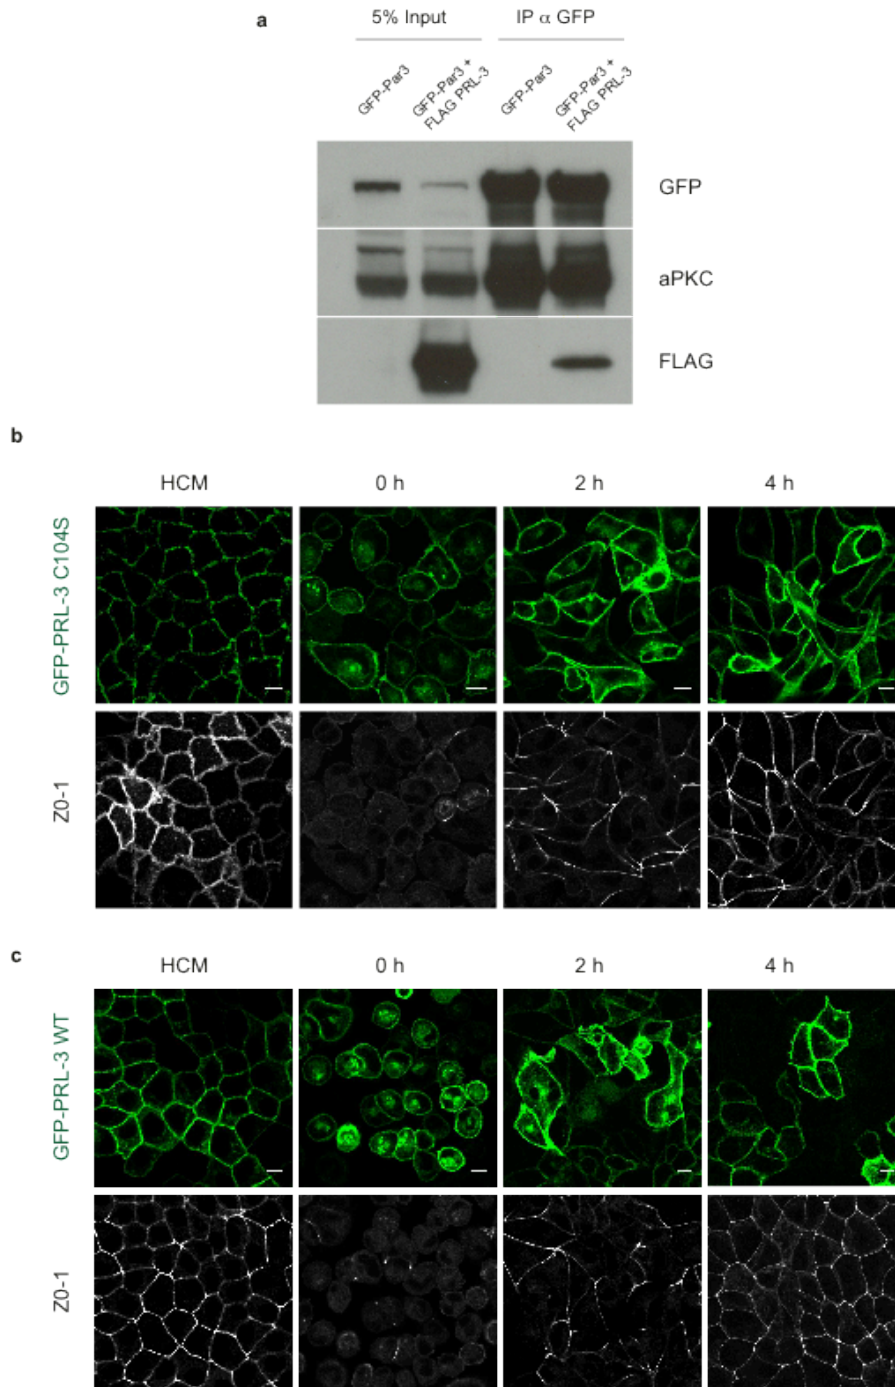 a
5% Input
IP α GFP
GFP-Par3
GFP-Par3 +
FLAG PRL-3
GFP-Par3
GFP-Par3 +
FLAG PRL-3
GFP
aPKC
FLAG
b
HCM
0 h
2 h
4 h
GFP-PRL-3 C104S
Z0-1
c
HCM
0 h
2 h
4 h
GFP-PRL-3 WT
Z0-1